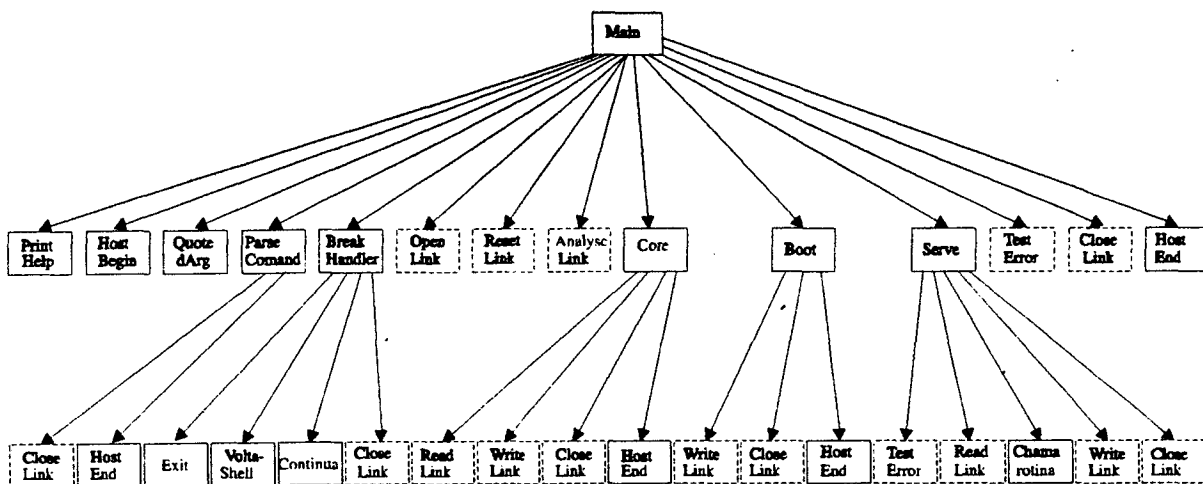 Main
Print
Help
Host
Begin
Quote
dArg
Parse
Comand
Break
Handler
Open
Link
Reset
Link
Analyse
Link
Core
Boot
Serve
Test
Error
Close
Link
Host
End
Close
Link
Host
End
Exit
Volta-
Shell
Continua
Close
Link
Read
Link
Write
Link
Close
Link
Host
End
Write
Link
Close
Link
Host
End
Test
Error
Read
Link
Chama
rotina
Write
Link
Close
Link